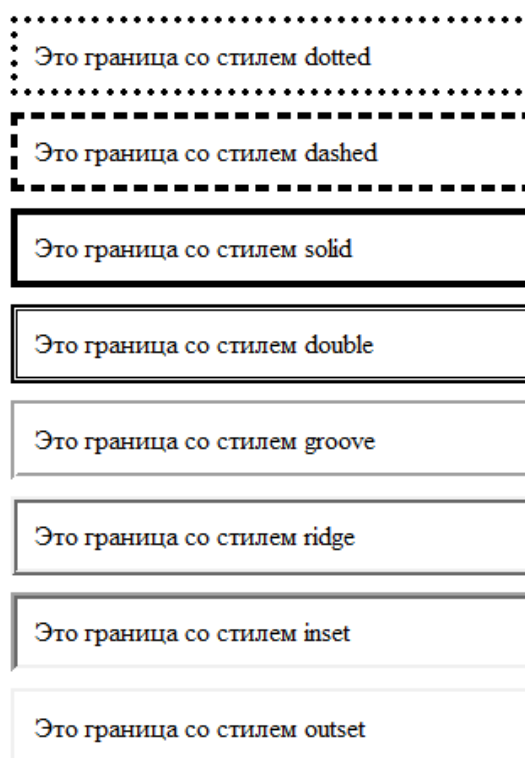 Это граница со стилем dotted
Это граница со стилем dashed
Это граница со стилем solid
Это граница со стилем double
Это граница со стилем groove
Это граница со стилем ridge
Это граница со стилем inset
Это граница со стилем outset